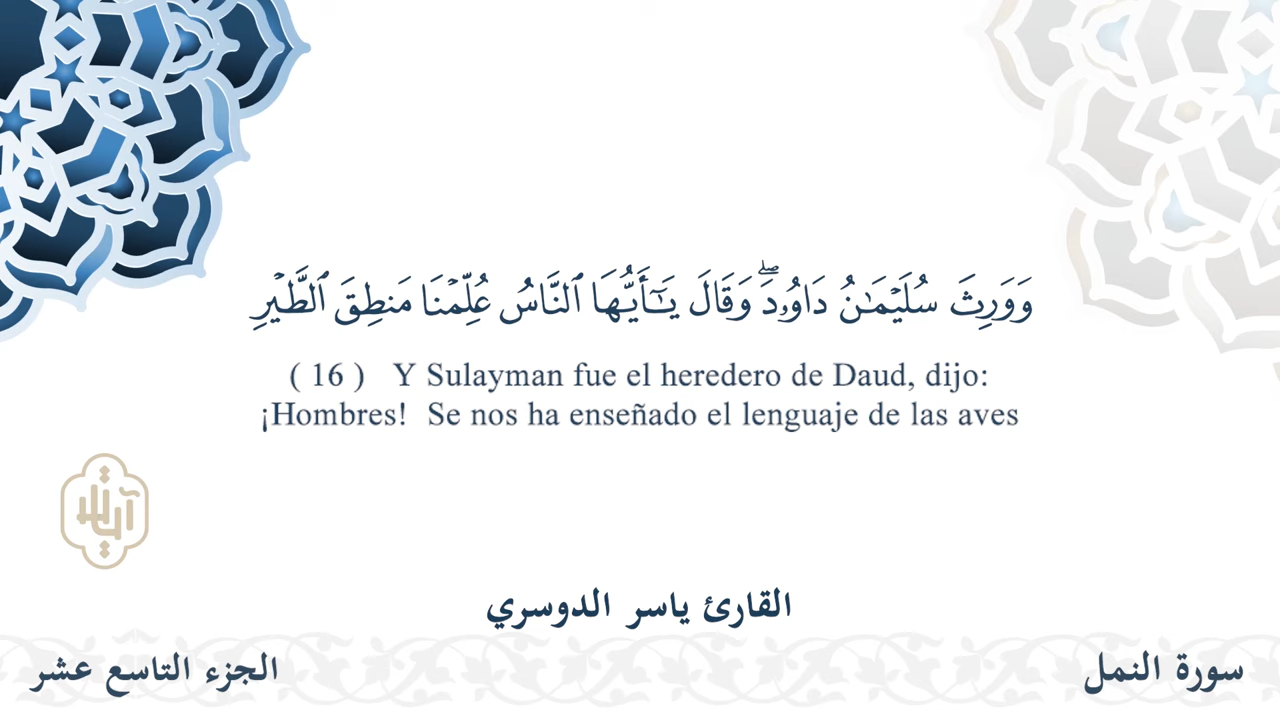 وَوَرِثَ سُلَيۡمَٰنُ دَاوُۥدَۖ وَقَالَ يَٰٓأَيُّهَا ٱلنَّاسُ عُلِّمۡنَا مَنطِقَ ٱلطَّيۡرِ
( 16 ) Y Sulayman fue el heredero de Daud, dijo:
¡Hombres! Se nos ha enseñado el lenguaje de las aves
القارئ ياسر الدوسري
سورة النمل
الجزء التاسع عشر